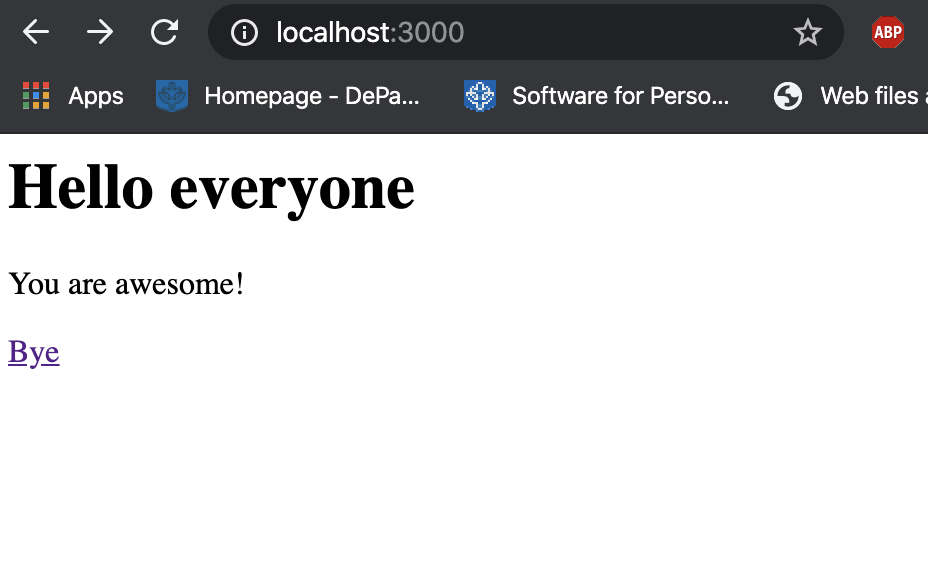 localhost:3000
ABP
Apps Homepage - DePa... Software for Perso... Web files
Hello everyone
You are awesome!
Bye